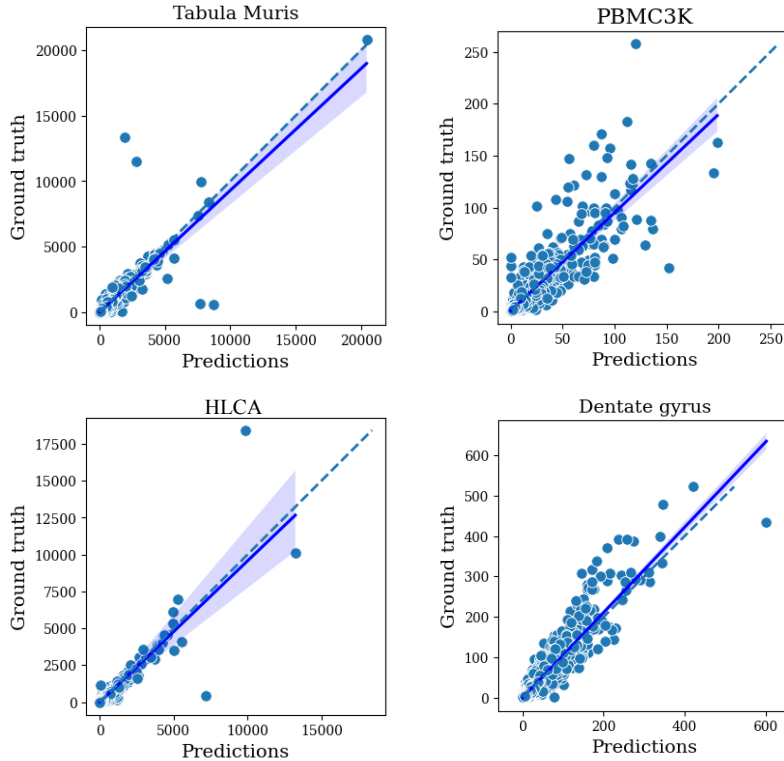 Tabula Muris
20000
15000
10000
5000
0
Ground truth
0 5000 10000 15000 20000
Predictions
PBMC3K
250
200
150
100
50
0
Ground truth
0 50 100 150 200 250
Predictions
HLCA
17500
15000
12500
10000
7500
5000
2500
0
Ground truth
0 5000 10000 15000
Predictions
Dentate gyrus
600
500
400
300
200
100
0
Ground truth
0 200 400 600
Predictions